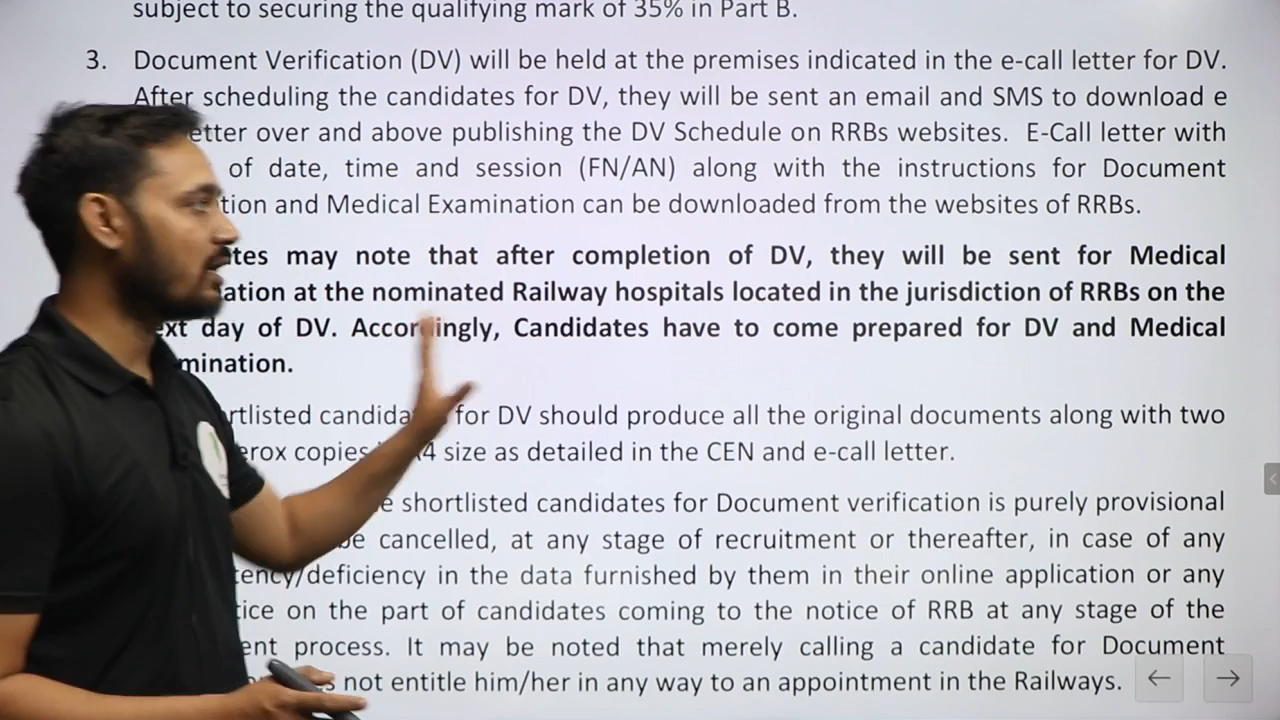 subject to securing the qualifying mark of 35% in Part B.
3. Document Verification (DV) will be held at the premises indicated in the e-call letter for DV.
After scheduling the candidates for DV, they will be sent an email and SMS to download e
etter over and above publishing the DV Schedule on RRBs websites. E-Call letter with
of date, time and session (FN/AN) along with the instructions for Document
tion and Medical Examination can be downloaded from the websites of RRBs.
tes may note that after completion of DV, they will be sent for Medical
ation at the nominated Railway hospitals located in the jurisdiction of RRBs on the
ext day of DV. Accordingly, Candidates have to come prepared for DV and Medical
mination.
rtlisted candida for DV should produce all the original documents along with two
erox copies A4 size as detailed in the CEN and e-call letter.
e shortlisted candidates for Document verification is purely provisional
be cancelled, at any stage of recruitment or thereafter, in case of any
tency/deficiency in the data furnished by them in their online application or any
tice on the part of candidates coming to the notice of RRB at any stage of the
ent process. It may be noted that merely calling a candidate for Document
s not entitle him/her in any way to an appointment in the Railways.